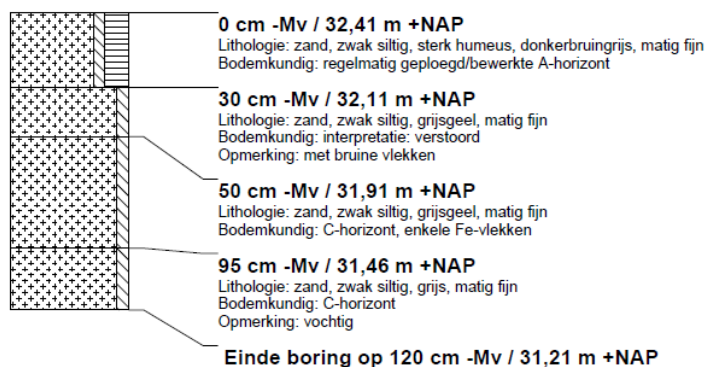 0 cm -Mv / 32,41 m +NAP
Lithologie: zand, zwak siltig, sterk humeus, donkerbruingrijs, matig fijn
Bodemkundig: regelmatig geploegd/bewerkte A-horizont
30 cm -Mv / 32,11 m +NAP
Lithologie: zand, zwak siltig, grijsgeel, matig fijn
Bodemkundig: interpretatie: verstoord
Opmerking: met bruine vlekken
50 cm -Mv / 31,91 m +NAP
Lithologie: zand, zwak siltig, grijsgeel, matig fijn
Bodemkundig: C-horizont, enkele Fe-vlekken
95 cm -Mv / 31,46 m +NAP
Lithologie: zand, zwak siltig, grijs, matig fijn
Bodemkundig: C-horizont
Opmerking: vochtig
Einde boring op 120 cm -Mv / 31,21 m +NAP